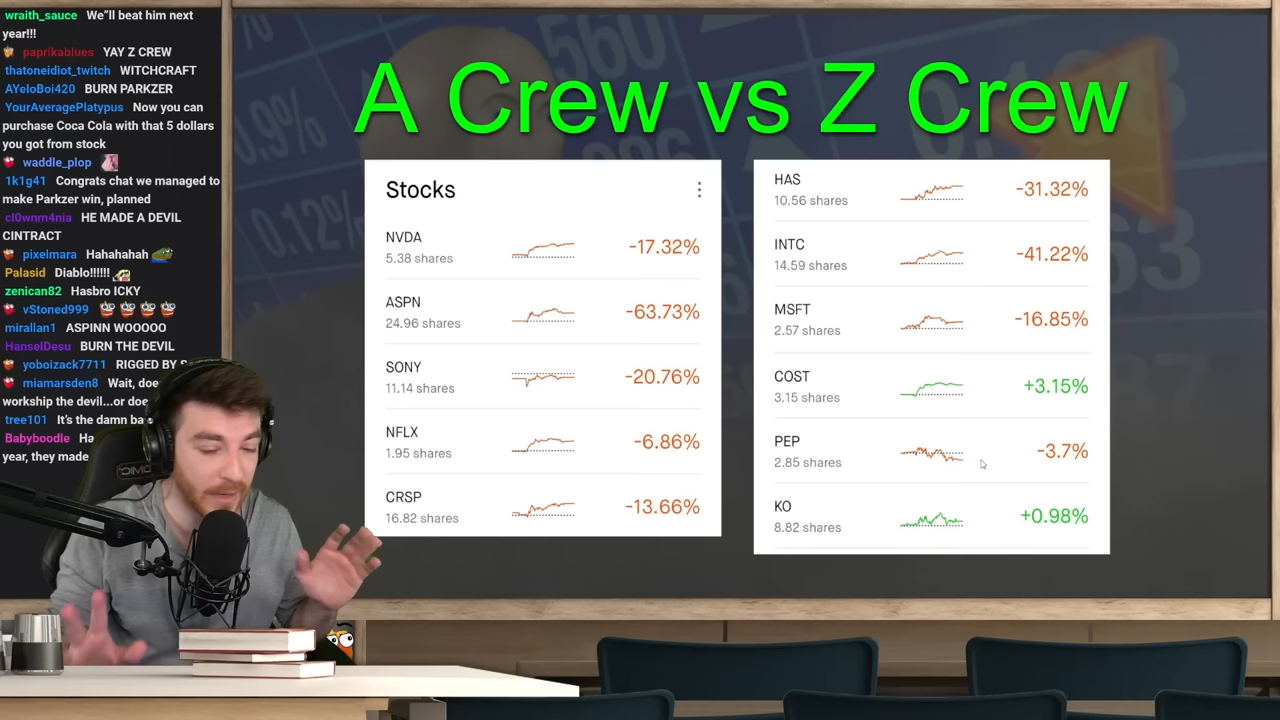 wraith_sauce We"ll beat him next
year!!!
paprikablues YAY Z CREW
thatoneidiot_twitch WITCHCRAFT
AYeloBoi420 BURN PARKZER
YourAveragePlatypus Now you can
purchase Coca Cola with that 5 dollars
you got from stock
waddle_plop
1k1g41 Congrats chat we managed to
make Parkzer win, planned
cl0wnm4nia HE MADE A DEVIL
CINTRACT
pixelmara Hahahahah
Palasid Diablo!!!!!!
zenican82 Hasbro ICKY
vStoned999
mirallan1 ASPINN WOOOOO
HanselDesu BURN THE DEVIL
yoboizack7711 RIGGED BY S
miamarsden8 Wait, doe
workship the devil...or doe
tree101 It's the damn ba
Babyboodle Ha
year, they made
A Crew vs Z Crew
Stocks
NVDA -17.32%
5.38 shares
ASPN -63.73%
24.96 shares
SONY -20.76%
11.14 shares
NFLX -6.86%
1.95 shares
CRSP -13.66%
16.82 shares
HAS -31.32%
10.56 shares
INTC -41.22%
14.59 shares
MSFT -16.85%
2.57 shares
COST +3.15%
3.15 shares
PEP -3.7%
2.85 shares
KO +0.98%
8.82 shares
0.9%
560
0.12%